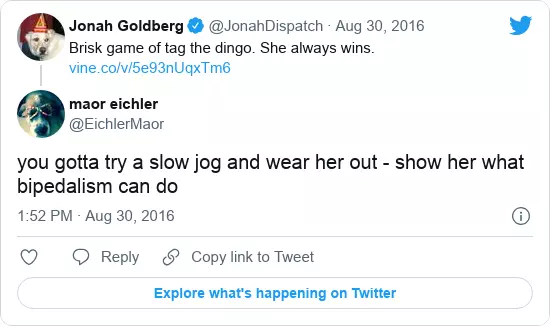 Jonah Goldberg @JonahDispatch · Aug 30, 2016
Brisk game of tag the dingo. She always wins.
vine.co/v/5e93nUqxTm6
maor eichler
@EichlerMaor
you gotta try a slow jog and wear her out - show her what
bipedalism can do
1:52 PM · Aug 30, 2016
Reply Copy link to Tweet
Explore what's happening on Twitter